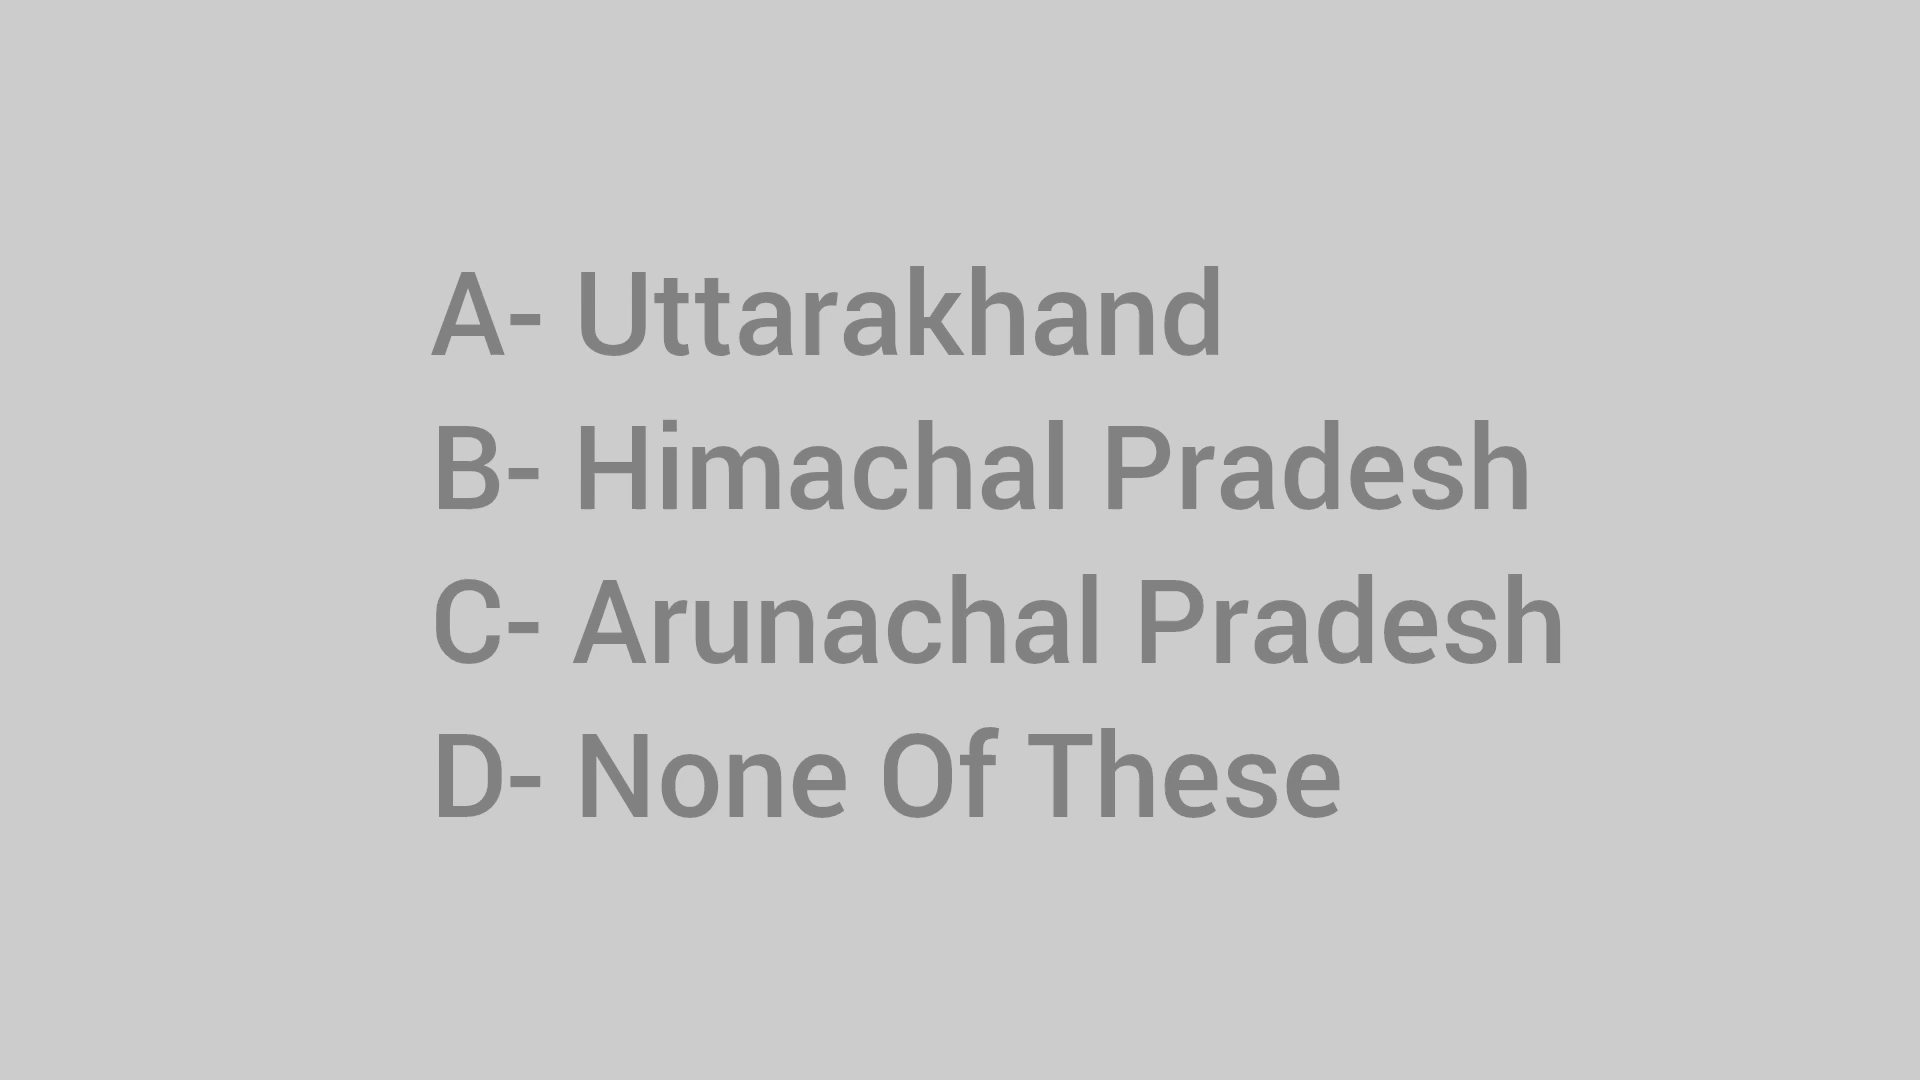 A- Uttarakhand
B- Himachal Pradesh
C- Arunachal Pradesh
D- None Of These